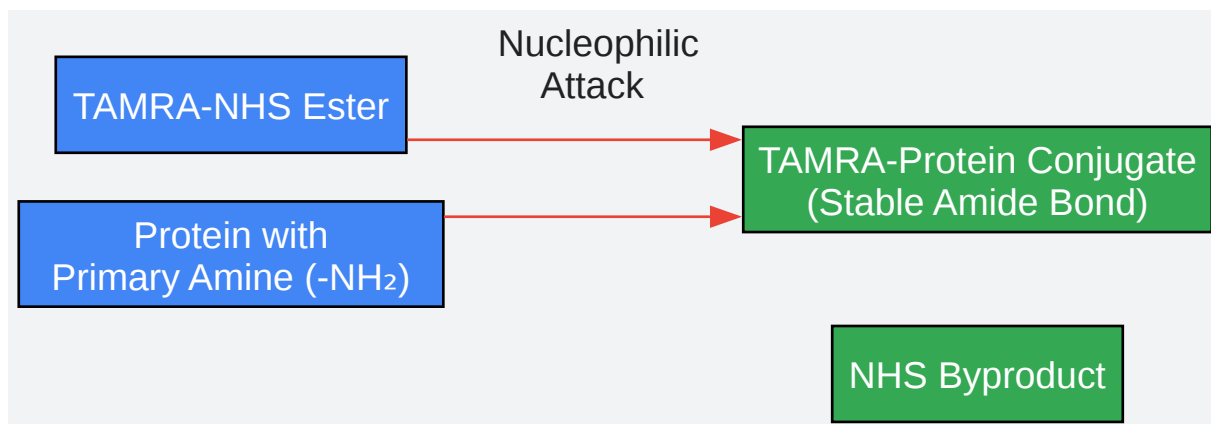 Nucleophilic
Attack
TAMRA-NHS Ester
TAMRA-Protein Conjugate
(Stable Amide Bond)
Protein with
Primary Amine (-NH₂)
NHS Byproduct